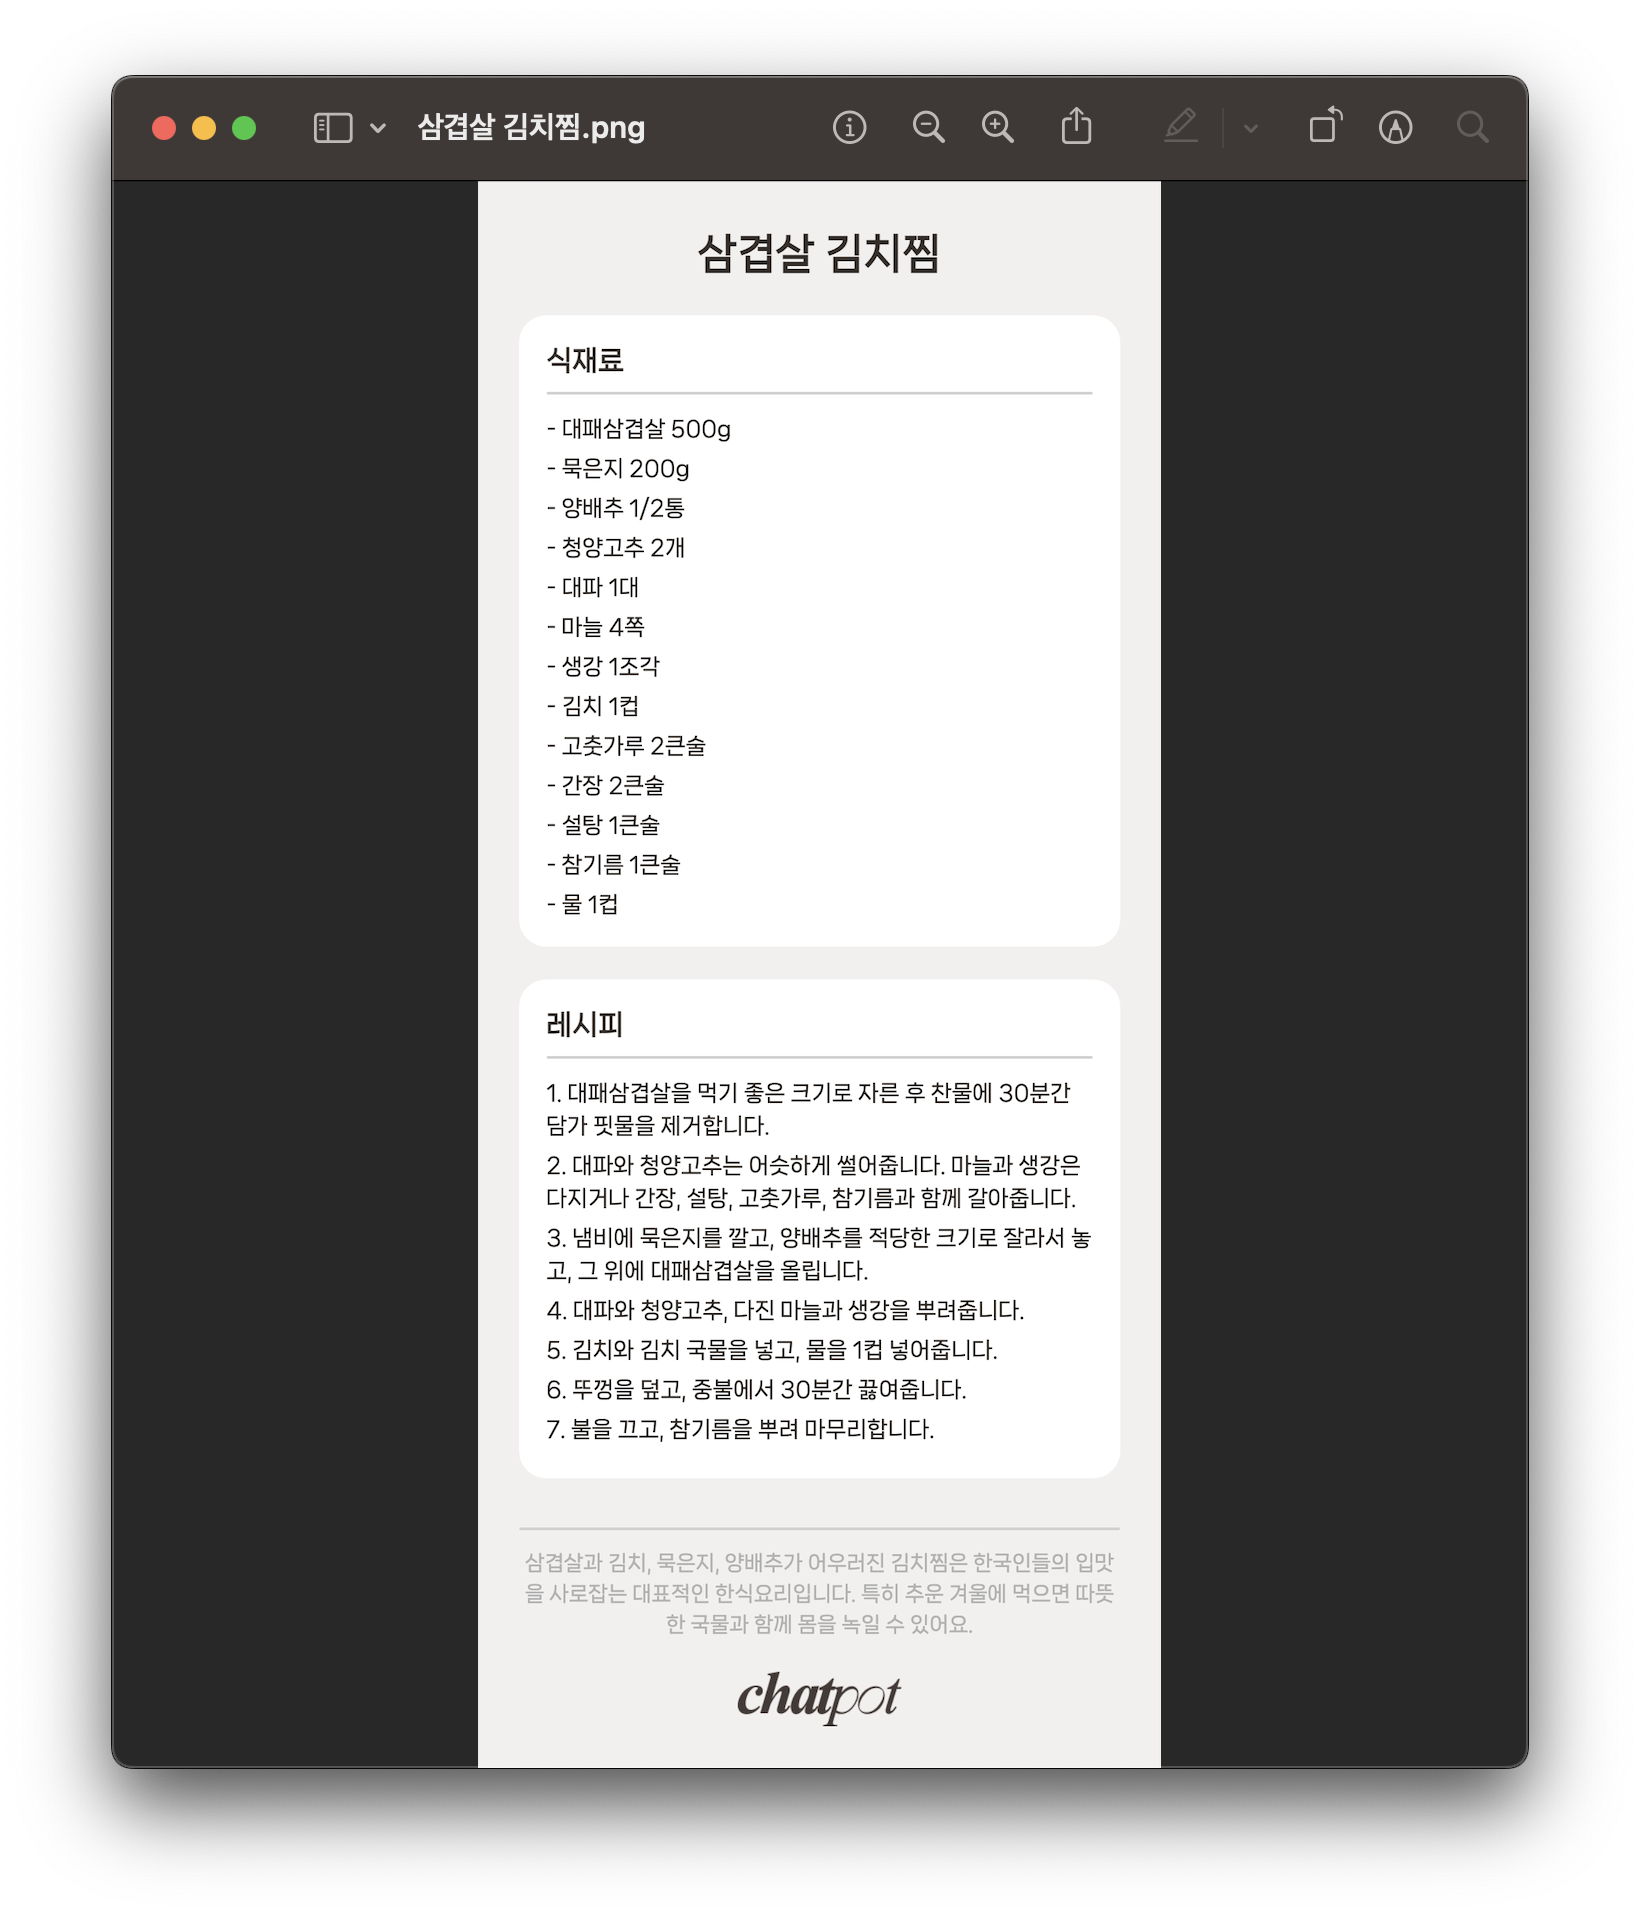 삼겹살 김치찜.png
삼겹살 김치찜
식재료
- 대패삼겹살 500g
- 묵은지 200g
- 양배추 1/2통
- 청양고추 2개
- 대파 1대
- 마늘 4쪽
- 생강 1조각
- 김치 1컵
- 고춧가루 2큰술
- 간장 2큰술
- 설탕 1큰술
- 참기름 1큰술
- 물 1컵
레시피
1. 대패삼겹살을 먹기 좋은 크기로 자른 후 찬물에 30분간
담가 핏물을 제거합니다.
2. 대파와 청양고추는 어슷하게 썰어줍니다. 마늘과 생강은
다지거나 간장, 설탕, 고춧가루, 참기름과 함께 갈아줍니다.
3. 냄비에 묵은지를 깔고, 양배추를 적당한 크기로 잘라서 놓
고, 그 위에 대패삼겹살을 올립니다.
4. 대파와 청양고추, 다진 마늘과 생강을 뿌려줍니다.
5. 김치와 김치 국물을 넣고, 물을 1컵 넣어줍니다.
6. 뚜껑을 덮고, 중불에서 30분간 끓여줍니다.
7. 불을 끄고, 참기름을 뿌려 마무리합니다.
삼겹살과 김치, 묵은지, 양배추가 어우러진 김치찜은 한국인들의 입맛
을 사로잡는 대표적인 한식요리입니다. 특히 추운 겨울에 먹으면 따뜻
한 국물과 함께 몸을 녹일 수 있어요.
chatpot